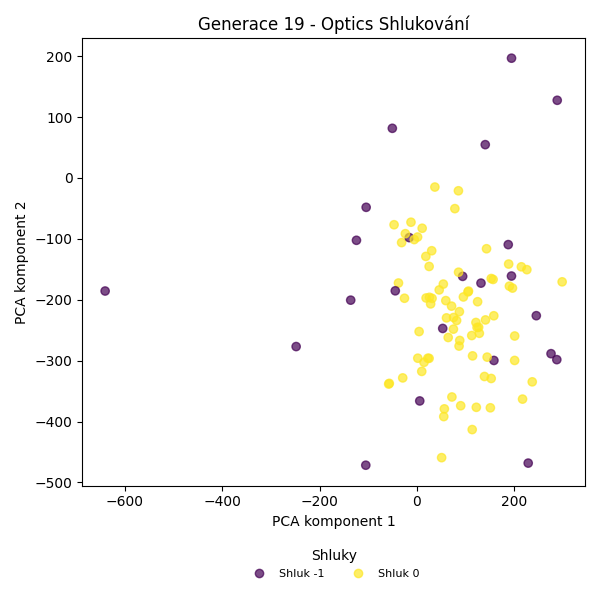 Generace 19 - Optics Shlukování
200
100
0
−100
−200
−300
−400
−500
PCA komponent 2
−600
−400
−200
0
200
PCA komponent 1
Shluky
Shluk -1
Shluk 0